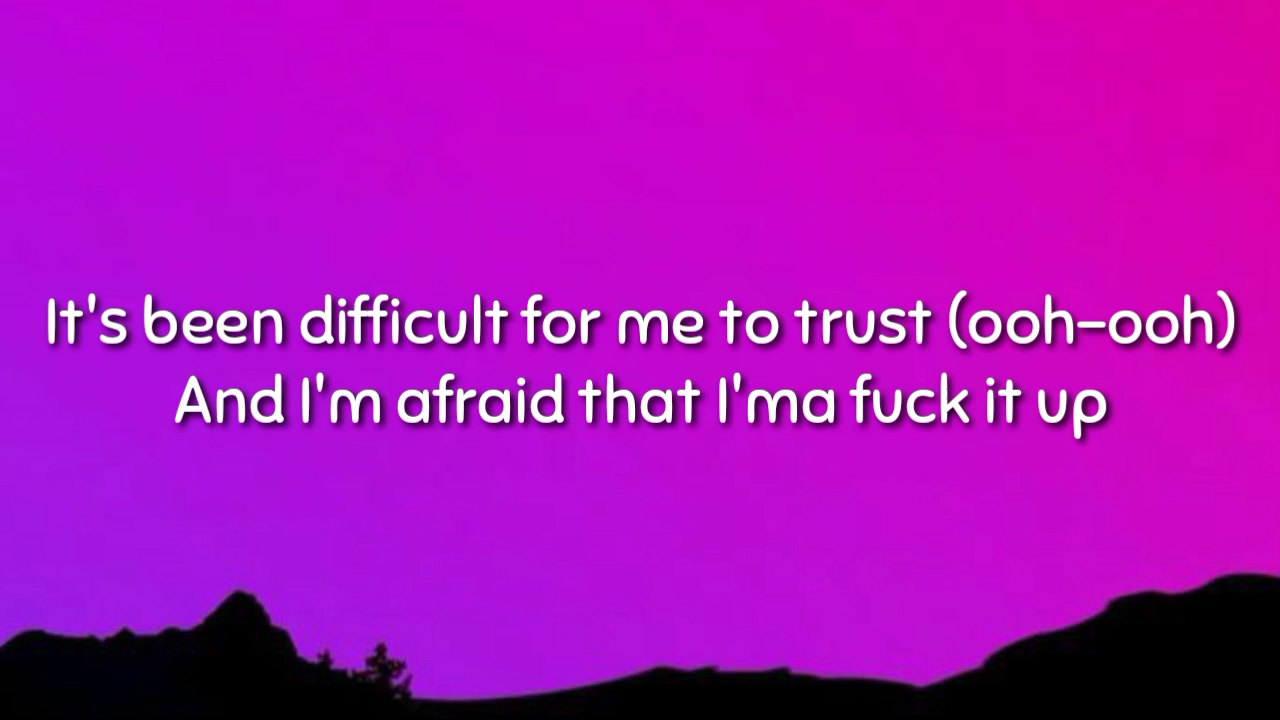 It's been difficult for me to trust (ooh-ooh)
And I'm afraid that I'ma fuck it up